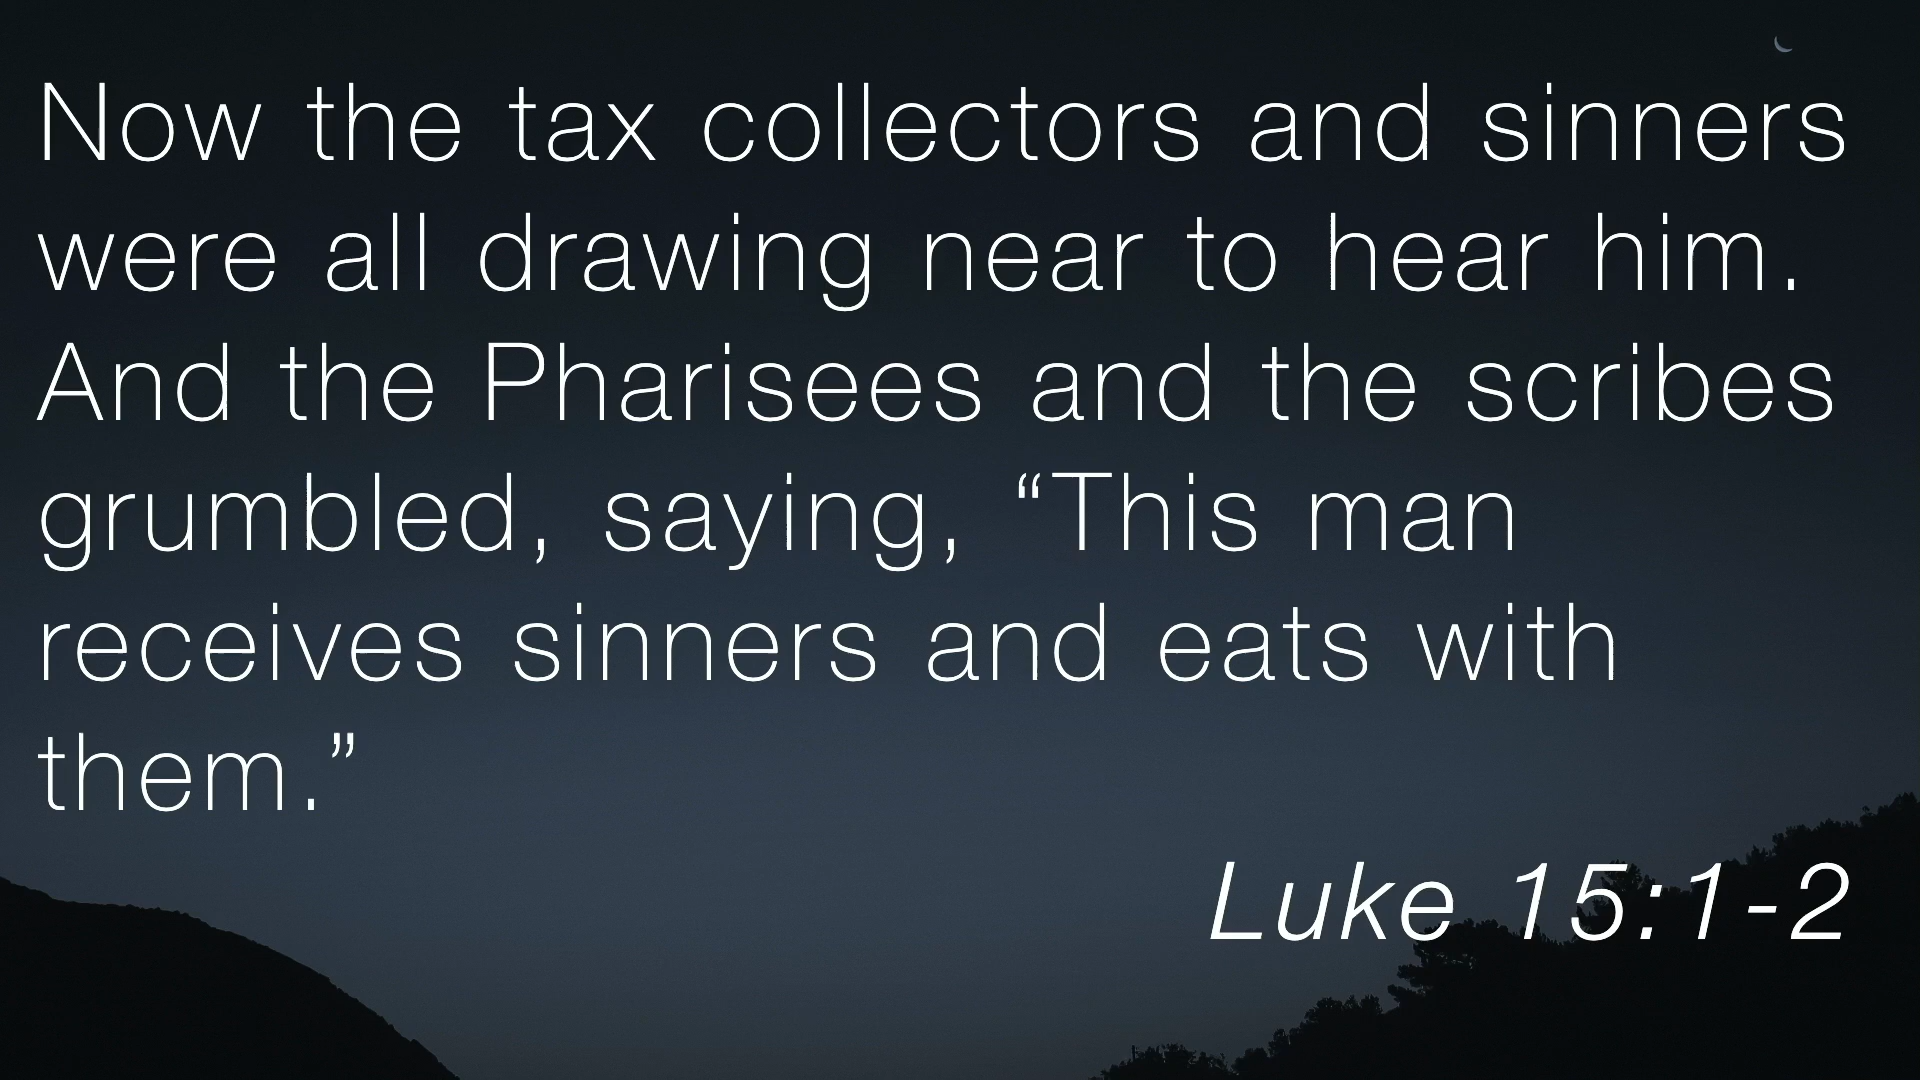 Now the tax collectors and sinners
were all drawing near to hear him.
And the Pharisees and the scribes
grumbled, saying, “This man
receives sinners and eats with
them.”
Luke 15:1-2